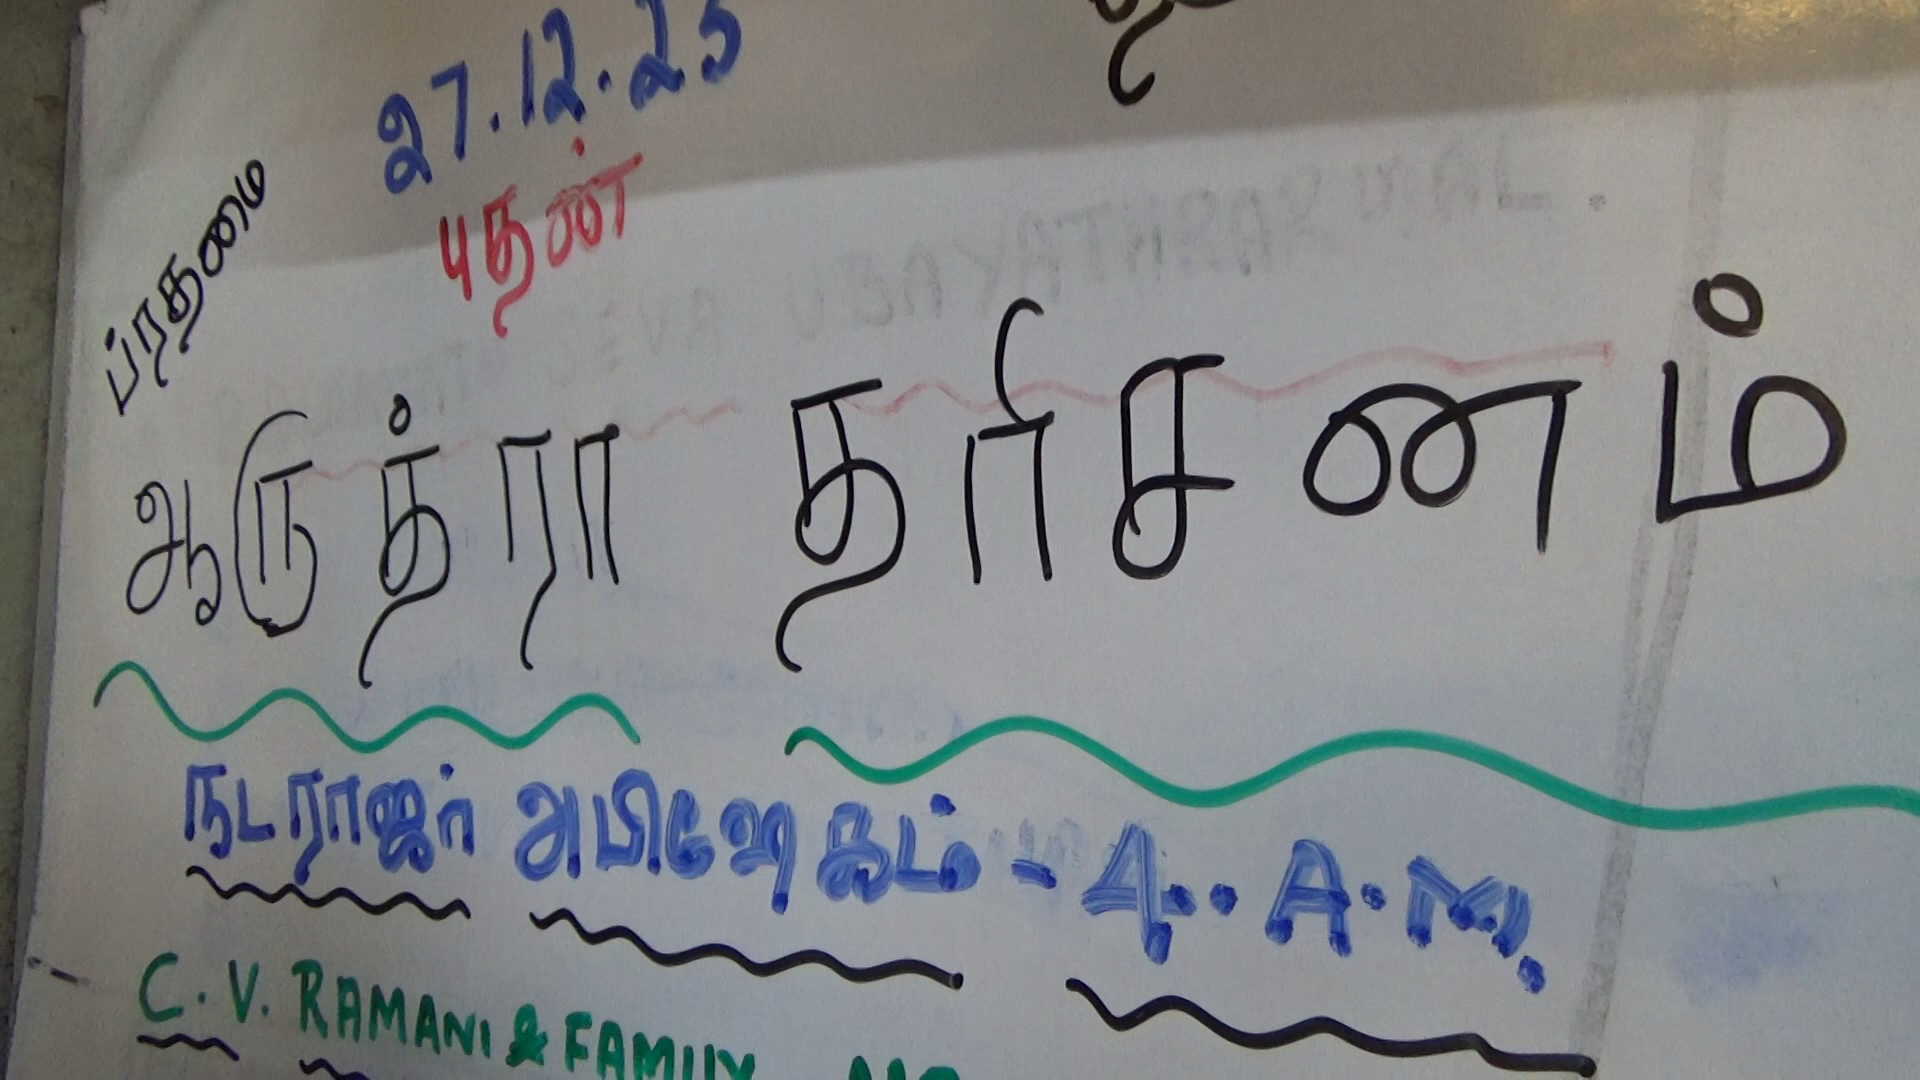 27.12.23
புதன்
ப்ரதமை
ஆருத்ரா தரிசனம்
நடராஜர் அபிஷேகம் - 4. A.M.
C. V. RAMANI & FAMILY